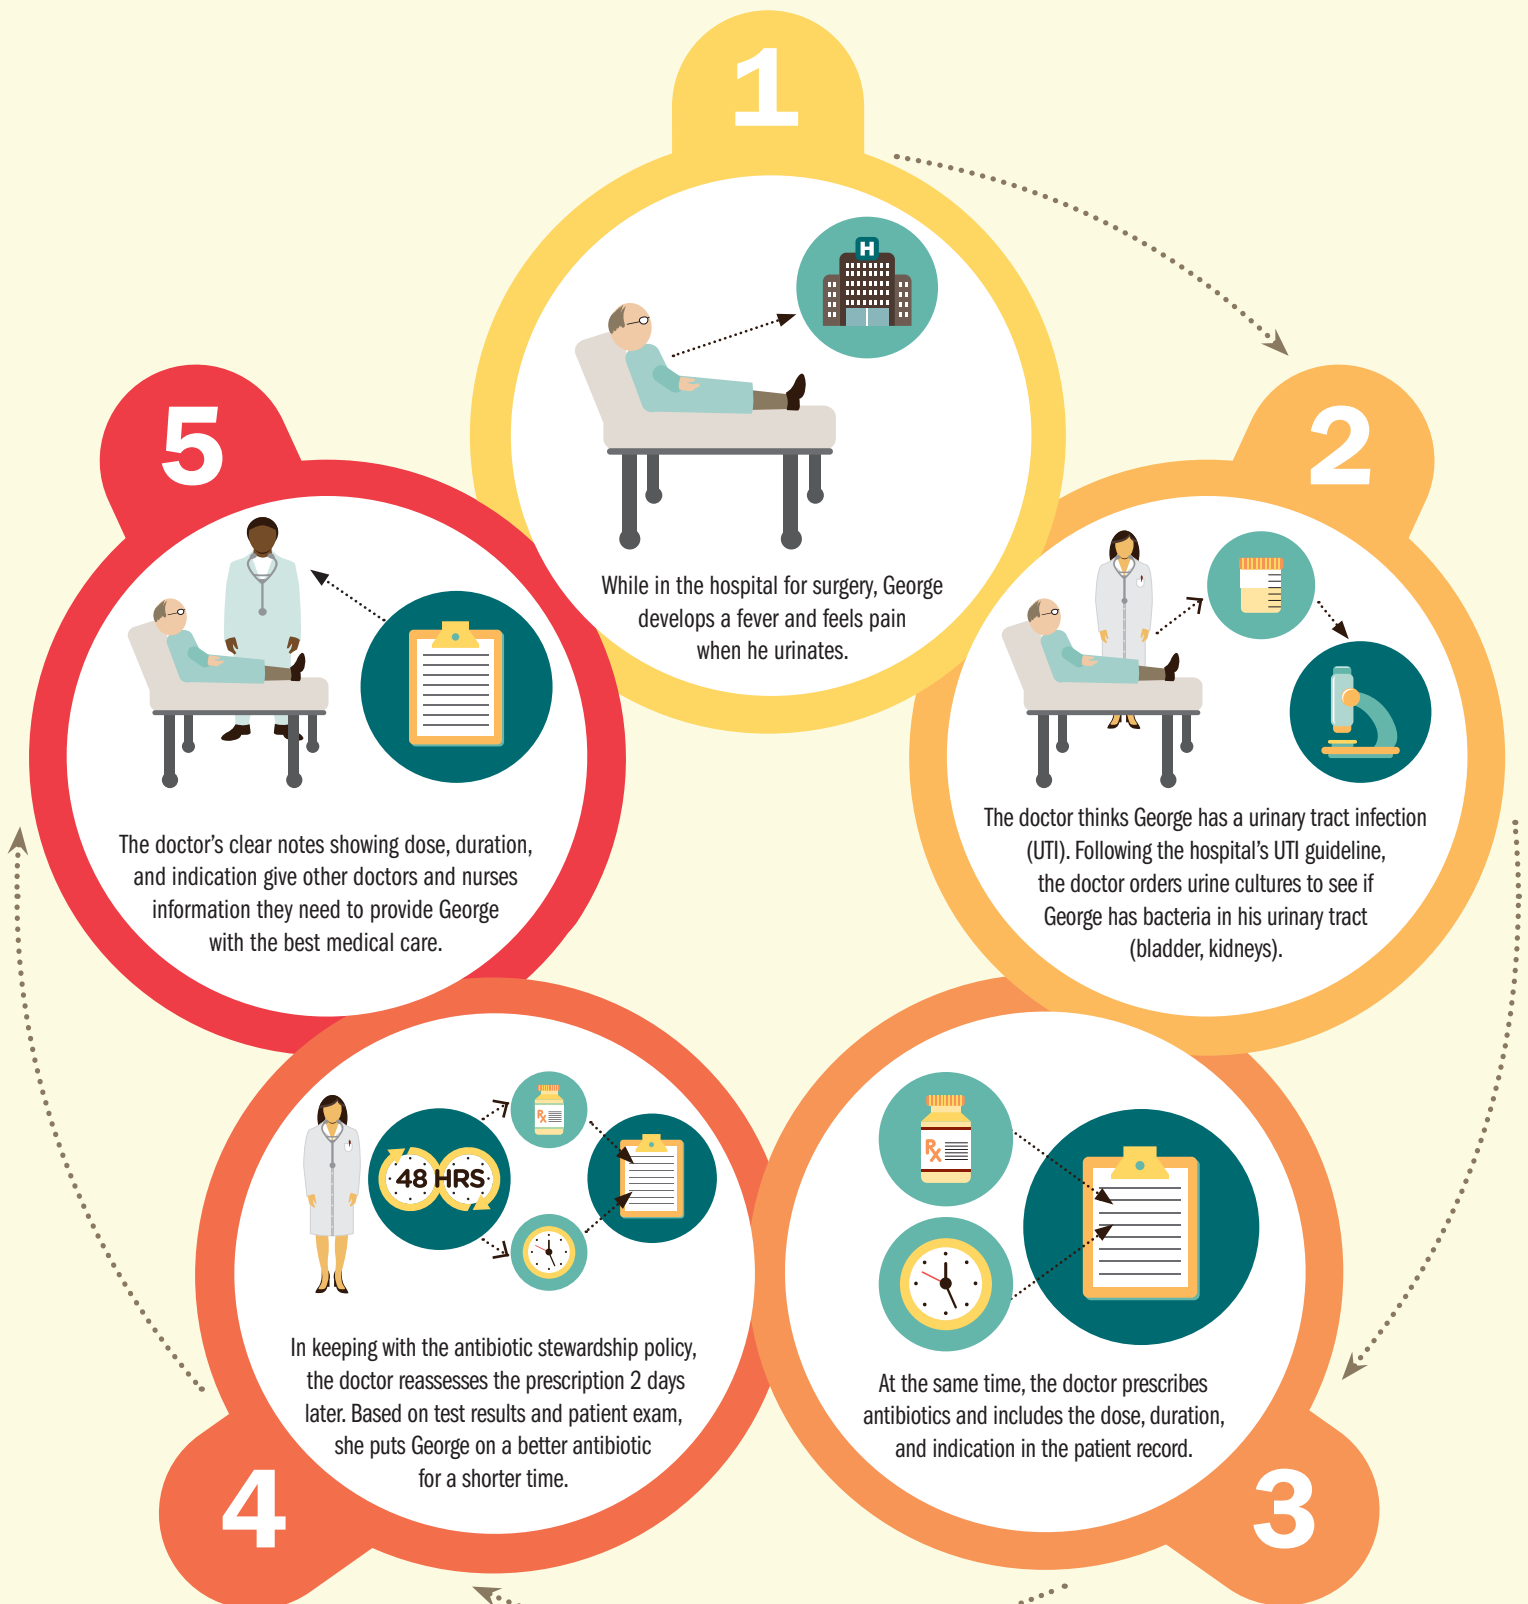 1
H
While in the hospital for surgery, George
develops a fever and feels pain
when he urinates.
2
The doctor thinks George has a urinary tract infection
(UTI). Following the hospital's UTI guideline,
the doctor orders urine cultures to see if
George has bacteria in his urinary tract
(bladder, kidneys).
3
Rx
At the same time, the doctor prescribes
antibiotics and includes the dose, duration,
and indication in the patient record.
4
48 HRS
Rx
In keeping with the antibiotic stewardship policy,
the doctor reassesses the prescription 2 days
later. Based on test results and patient exam,
she puts George on a better antibiotic
for a shorter time.
5
The doctor's clear notes showing dose, duration,
and indication give other doctors and nurses
information they need to provide George
with the best medical care.